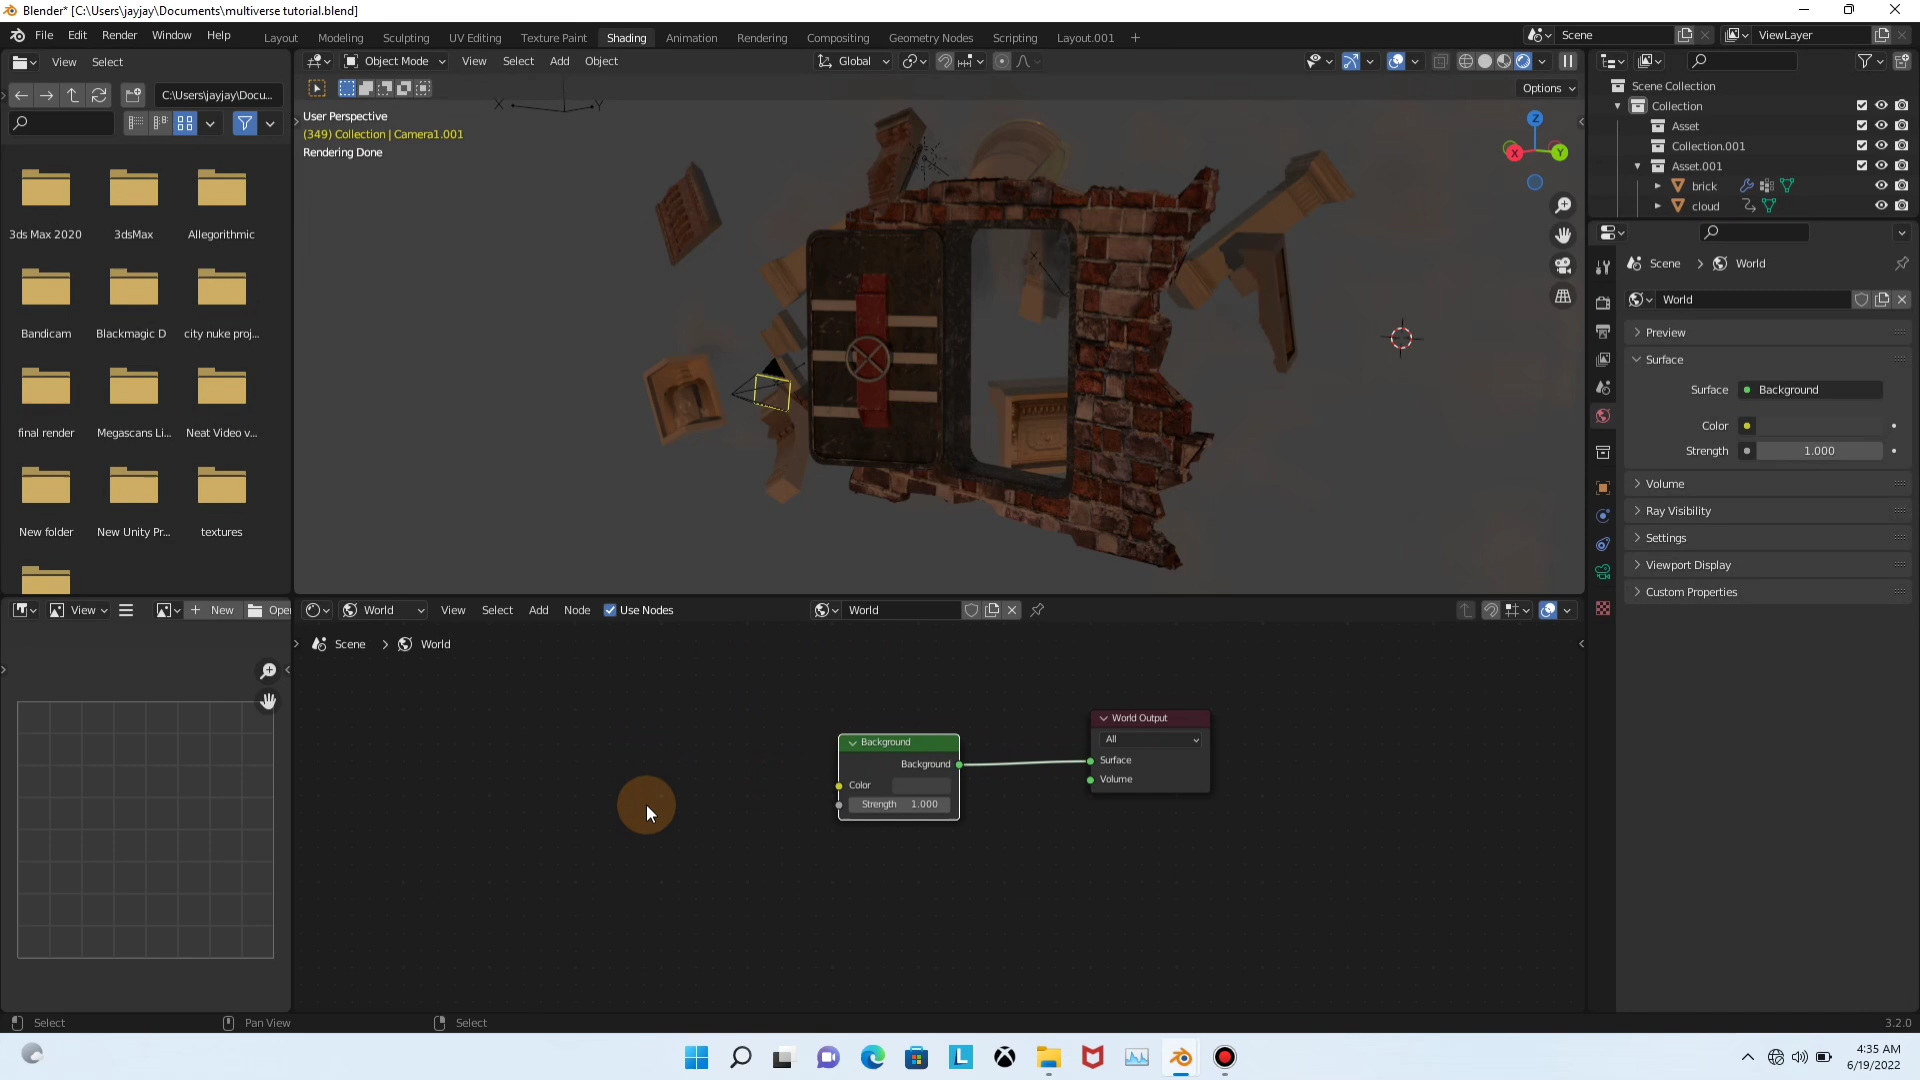 Blender* [C:\Users\jayjay\Documents\multiverse tutorial.blend]
File Edit Render Window Help
Layout Modeling Sculpting UV Editing Texture Paint Shading Animation Rendering Compositing Geometry Nodes Scripting Layout.001 +
Scene
ViewLayer
View Select
Object Mode View Select Add Object
Global
C:\Users\jayjay\Docu...
Options
User Perspective
(349) Collection | Camera1.001
Rendering Done
X Y
Z
X Y
3ds Max 2020 3dsMax Allegorithmic
Bandicam Blackmagic D city nuke proj...
final render Megascans Li... Neat Video v...
New folder New Unity Pr... textures
Scene Collection
Collection
Asset
Collection.001
Asset.001
brick
cloud
Scene > World
World
Preview
Surface
Surface Background
Color
Strength 1.000
Volume
Ray Visibility
Settings
Viewport Display
Custom Properties
View + New Open
World View Select Add Node Use Nodes
World
Scene > World
Background
Background
Color
Strength 1.000
World Output
All
Surface
Volume
Select Pan View Select
3.2.0
4:35 AM
6/19/2022